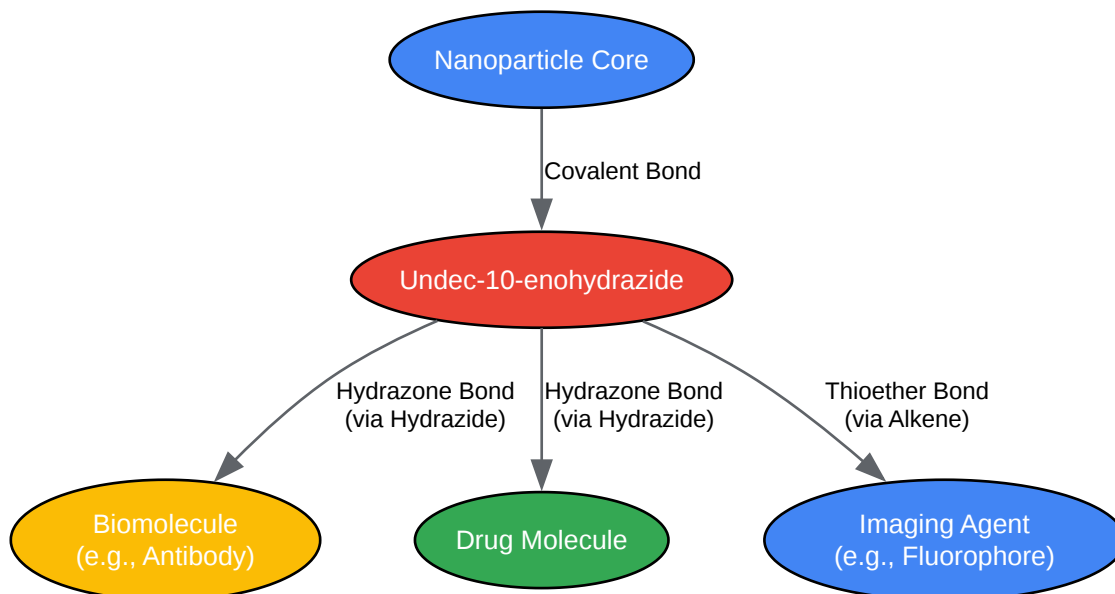 Nanoparticle Core
Covalent Bond
Undec-10-enohydrazide
Hydrazone Bond
(via Hydrazide)
Hydrazone Bond
(via Hydrazide)
Thioether Bond
(via Alkene)
Biomolecule
(e.g., Antibody)
Drug Molecule
Imaging Agent
(e.g., Fluorophore)